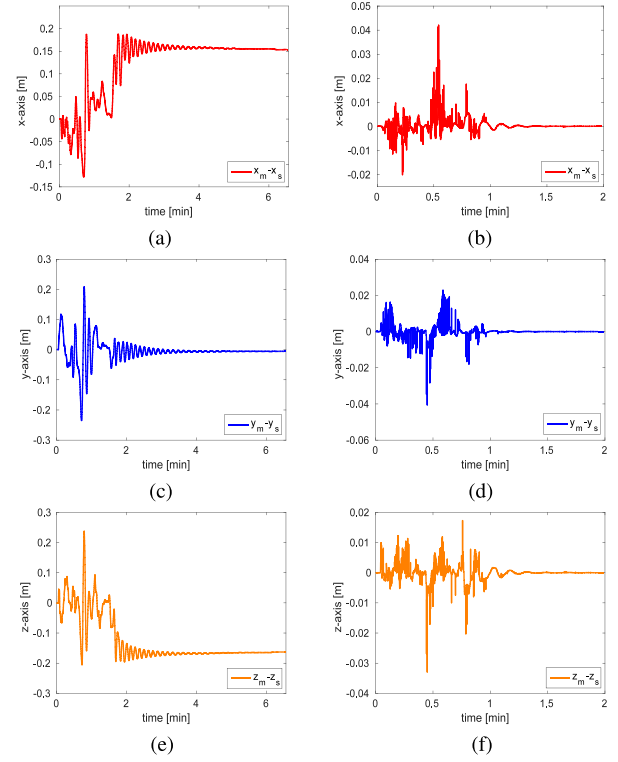 0.2
0.15
0.1
0.05
0
-0.05
-0.1
-0.15
x-axis [m]
x_m-x_s
0 2 4 6
time [min]
(a)
0.05
0.04
0.03
0.02
0.01
0
-0.01
-0.02
x-axis [m]
x_m-x_s
0 0.5 1 1.5 2
time [min]
(b)
0.3
0.2
0.1
0
-0.1
-0.2
-0.3
y-axis [m]
y_m-y_s
0 2 4 6
time [min]
(c)
0.04
0.02
0
-0.02
-0.04
-0.06
y-axis [m]
y_m-y_s
0 0.5 1 1.5 2
time [min]
(d)
0.3
0.2
0.1
0
-0.1
-0.2
-0.3
z-axis [m]
z_m-z_s
0 2 4 6
time [min]
(e)
0.02
0.01
0
-0.01
-0.02
-0.03
-0.04
z-axis [m]
z_m-z_s
0 0.5 1 1.5 2
time [min]
(f)